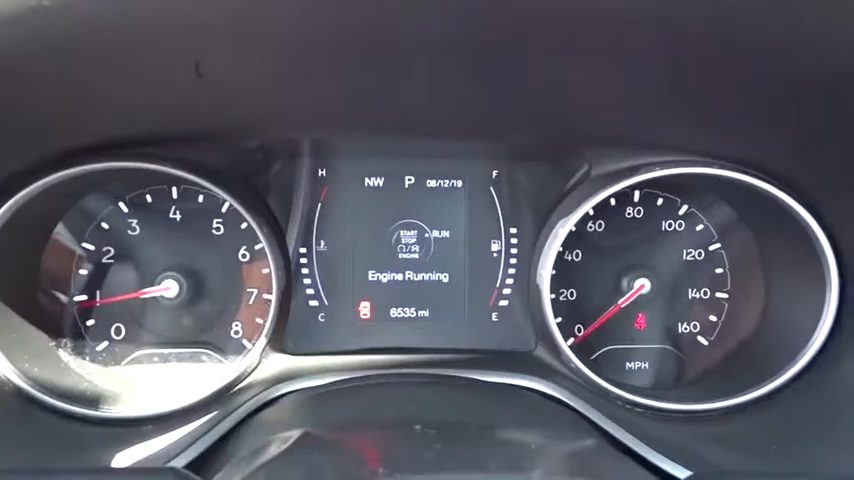 0
1
2
3
4
5
6
7
8
H
C
NW P 08/12/19
START
STOP
ENGINE
RUN
Engine Running
6535 mi
F
E
0
20
40
60
80
100
120
140
160
MPH